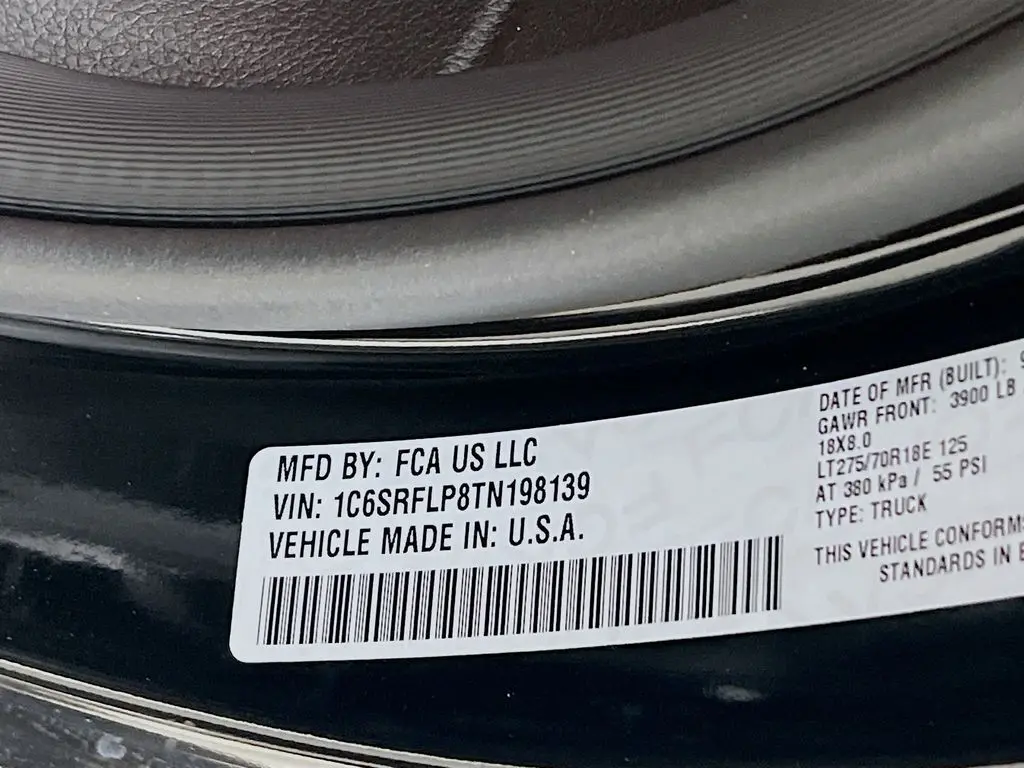 MFD BY: FCA US LLC
VIN: 1C6SRFLP8TN198139
VEHICLE MADE IN: U.S.A.
DATE OF MFR (BUILT):
GAWR FRONT: 3900 LB
18X8.0
LT275/70R18E 125
AT 380 kPa / 55 PSI
TYPE: TRUCK
THIS VEHICLE
STANDARDS IN